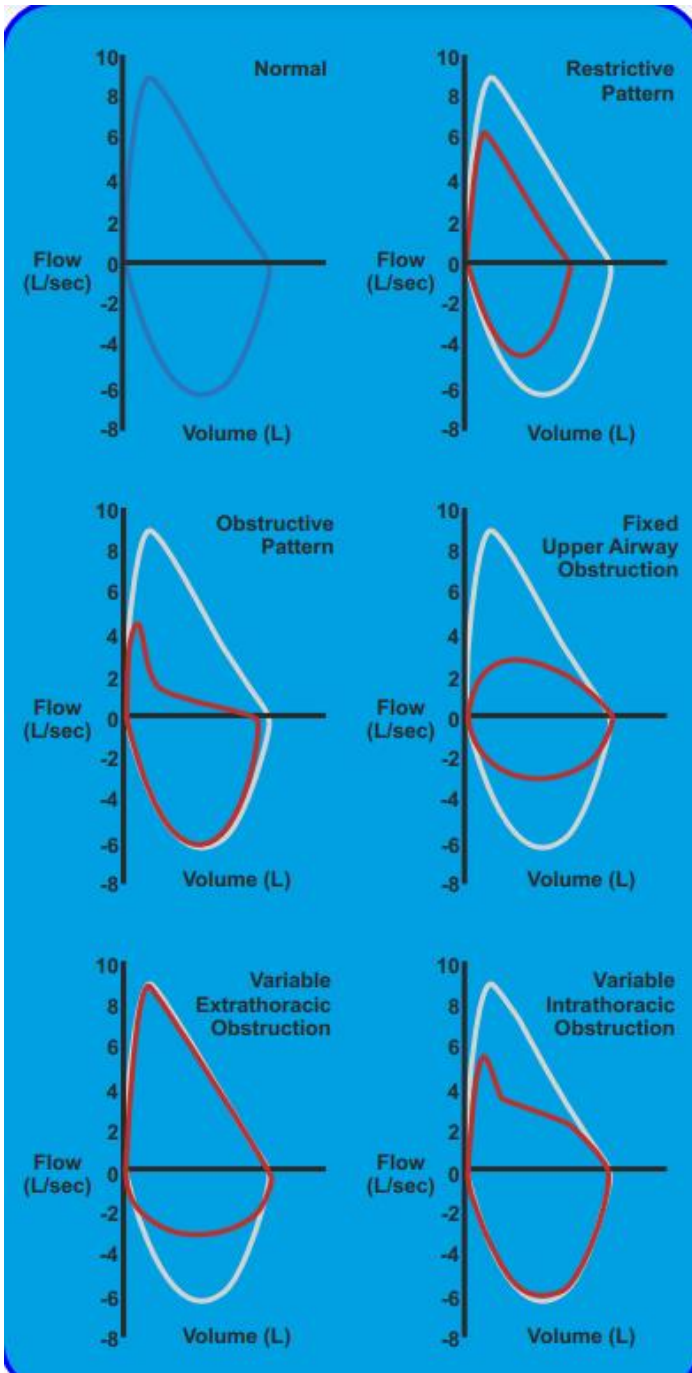 Normal
10
8
6
4
2
0
-2
-4
-6
-8
Flow
(L/sec)
Volume (L)
Restrictive
Pattern
10
8
6
4
2
0
-2
-4
-6
-8
Flow
(L/sec)
Volume (L)
Obstructive
Pattern
10
8
6
4
2
0
-2
-4
-6
-8
Flow
(L/sec)
Volume (L)
Fixed
Upper Airway
Obstruction
10
8
6
4
2
0
-2
-4
-6
-8
Flow
(L/sec)
Volume (L)
Variable
Extrathoracic
Obstruction
10
8
6
4
2
0
-2
-4
-6
-8
Flow
(L/sec)
Volume (L)
Variable
Intrathoracic
Obstruction
10
8
6
4
2
0
-2
-4
-6
-8
Flow
(L/sec)
Volume (L)